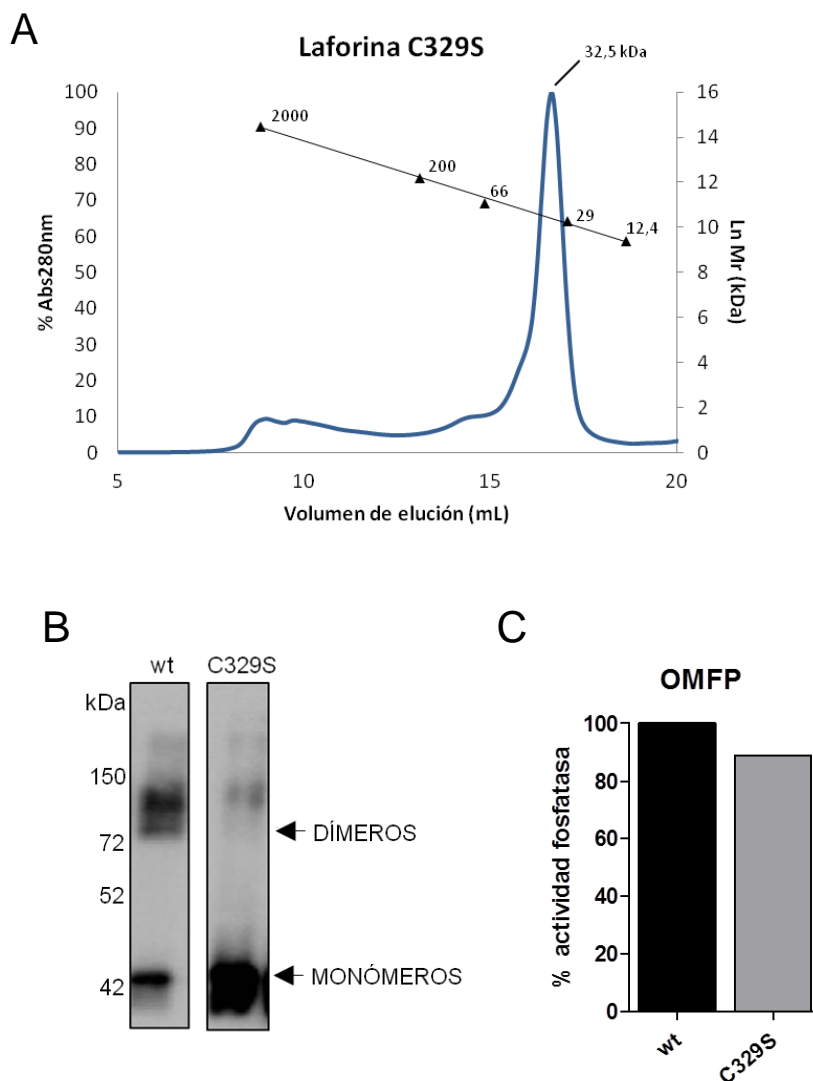 A
Laforina C329S
32,5 kDa
100
90
80
70
60
50
40
30
20
10
0
% Abs280nm
2000
200
66
29
12,4
16
14
12
10
8
6
4
2
0
Ln Mr (kDa)
5 10 15 20
Volumen de elución (mL)
B
wt C329S
kDa
150
72
52
42
DÍMEROS
MONÓMEROS
C
OMFP
100
80
60
40
20
0
% actividad fosfatasa
wt C329S